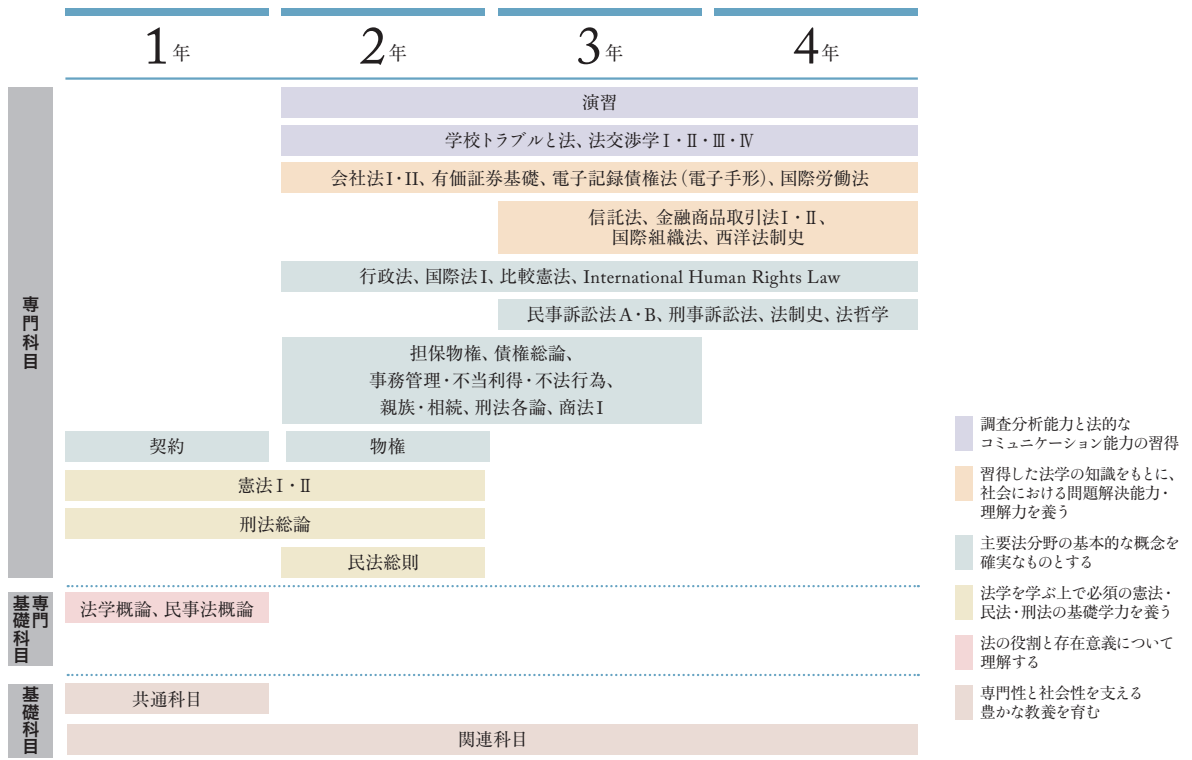 1年
2年
3年
4年
専門科目
演習
学校トラブルと法、法交渉学Ⅰ・Ⅱ・Ⅲ・Ⅳ
会社法Ⅰ・Ⅱ、有価証券基礎、電子記録債権法(電子手形)、国際労働法
信託法、金融商品取引法Ⅰ・Ⅱ、
国際組織法、西洋法制史
行政法、国際法Ⅰ、比較憲法、International Human Rights Law
民事訴訟法A・B、刑事訴訟法、法制史、法哲学
担保物権、債権総論、
事務管理・不当利得・不法行為、
親族・相続、刑法各論、商法Ⅰ
契約
物権
憲法Ⅰ・Ⅱ
刑法総論
民法総則
専門
基礎科目
法学概論、民事法概論
基礎科目
共通科目
関連科目
調査分析能力と法的な
コミュニケーション能力の習得
習得した法学の知識をもとに、
社会における問題解決能力・
理解力を養う
主要法分野の基本的な概念を
確実なものとする
法学を学ぶ上で必須の憲法・
民法・刑法の基礎学力を養う
法の役割と存在意義について
理解する
専門性と社会性を支える
豊かな教養を育む